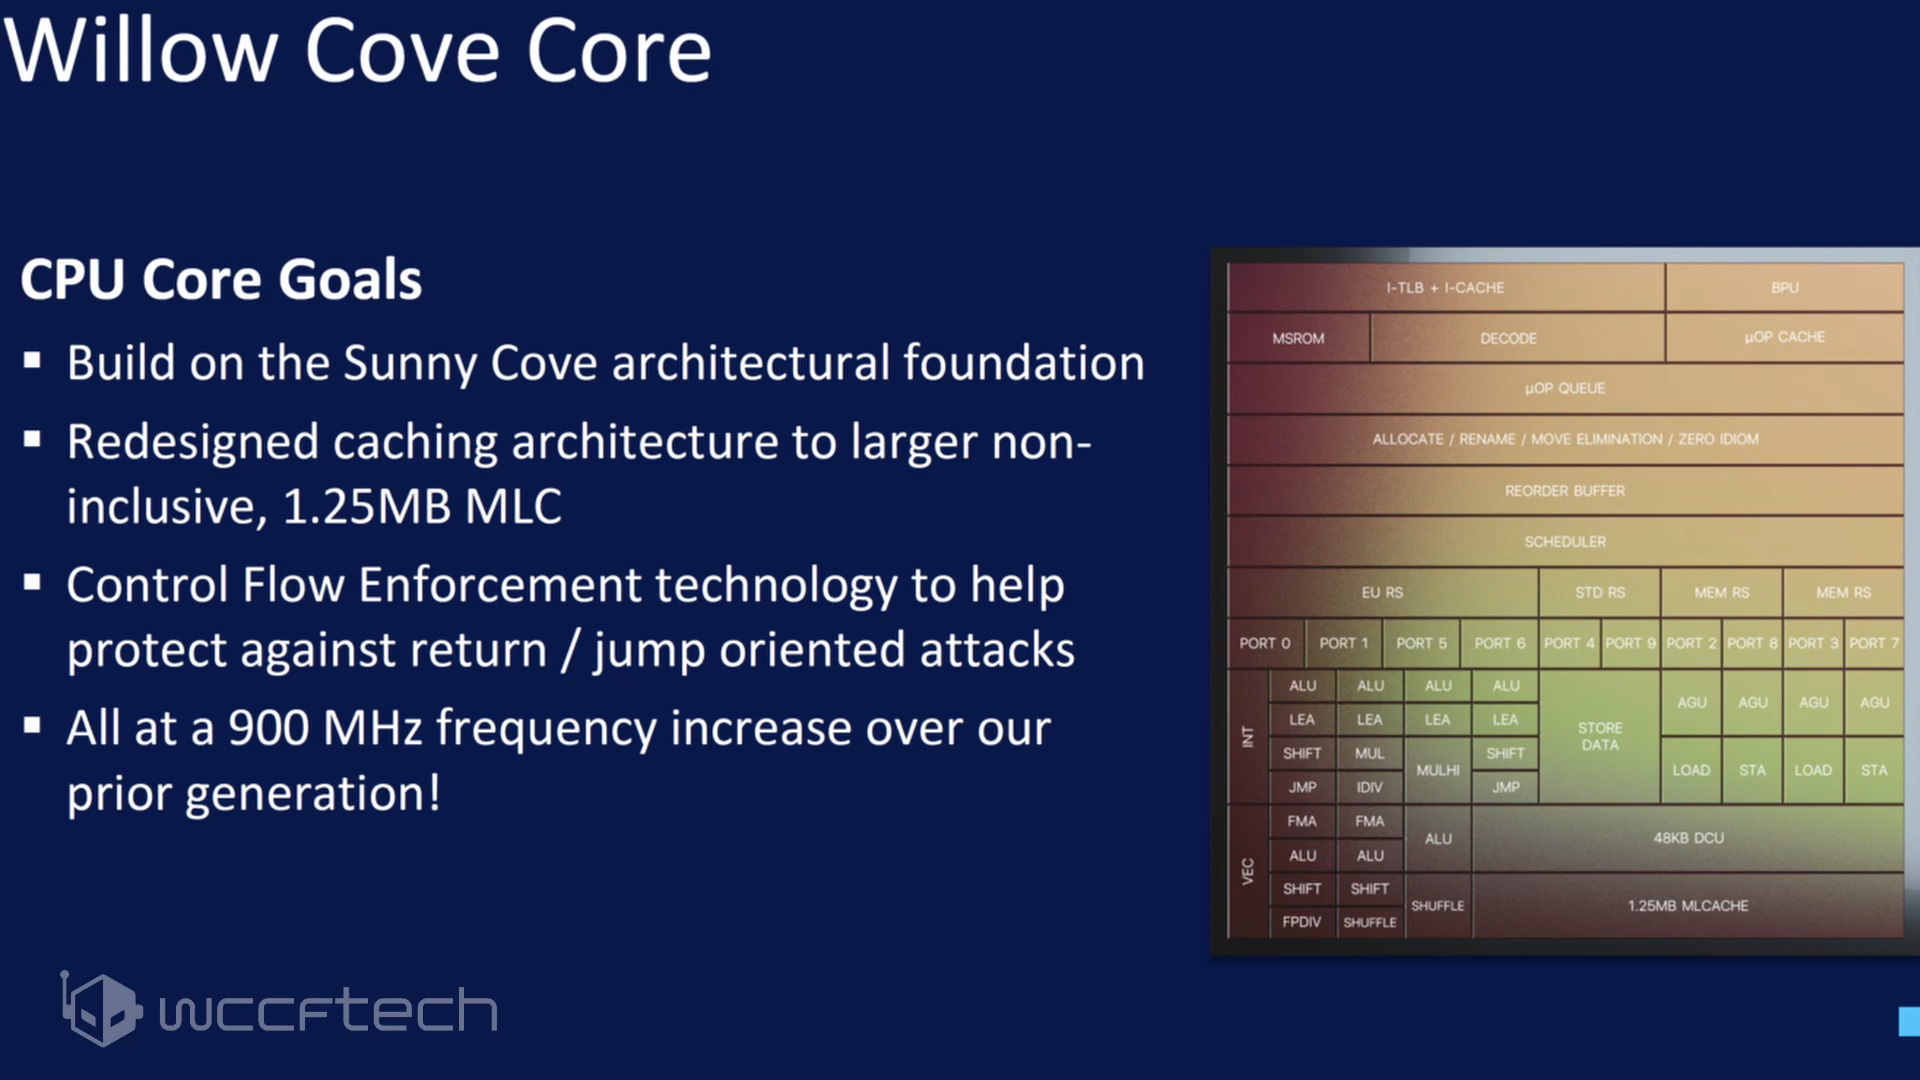 Willow Cove Core
CPU Core Goals
▪ Build on the Sunny Cove architectural foundation
▪ Redesigned caching architecture to larger non-
inclusive, 1.25MB MLC
▪ Control Flow Enforcement technology to help
protect against return / jump oriented attacks
▪ All at a 900 MHz frequency increase over our
prior generation!
I-TLB + I-CACHE BPU
MSROM DECODE µOP CACHE
µOP QUEUE
ALLOCATE / RENAME / MOVE ELIMINATION / ZERO IDIOM
REORDER BUFFER
SCHEDULER
EU RS STD RS MEM RS MEM RS
PORT 0 PORT 1 PORT 5 PORT 6 PORT 4 PORT 9 PORT 2 PORT 8 PORT 3 PORT 7
INT
ALU ALU ALU ALU
LEA LEA LEA LEA
SHIFT MUL MULHI SHIFT
JMP IDIV JMP
STORE
DATA
AGU AGU AGU AGU
LOAD STA LOAD STA
VEC
FMA FMA ALU
ALU ALU
SHIFT SHIFT SHUFFLE
FPDIV SHUFFLE
48KB DCU
1.25MB MLCACHE
wccftech